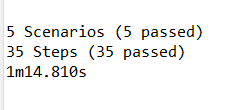 5 Scenarios (5 passed)
35 Steps (35 passed)
1m14.810s